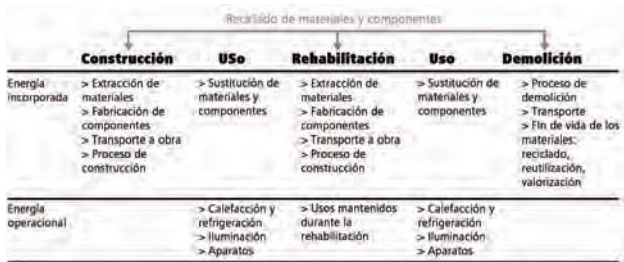 Reciclado de materiales y componentes
Construcción USo Rehabilitación Uso Demolición
Energía incorporada
> Extracción de materiales
> Fabricación de componentes
> Transporte a obra
> Proceso de construcción
> Sustitución de materiales y componentes
> Extracción de materiales
> Fabricación de componentes
> Transporte a obra
> Proceso de construcción
> Sustitución de materiales y componentes
> Proceso de demolición
> Transporte
> Fin de vida de los materiales: reciclado, reutilización, valorización
Energía operacional
> Calefacción y refrigeración
> Iluminación
> Aparatos
> Usos mantenidos durante la rehabilitación
> Calefacción y refrigeración
> Iluminación
> Aparatos